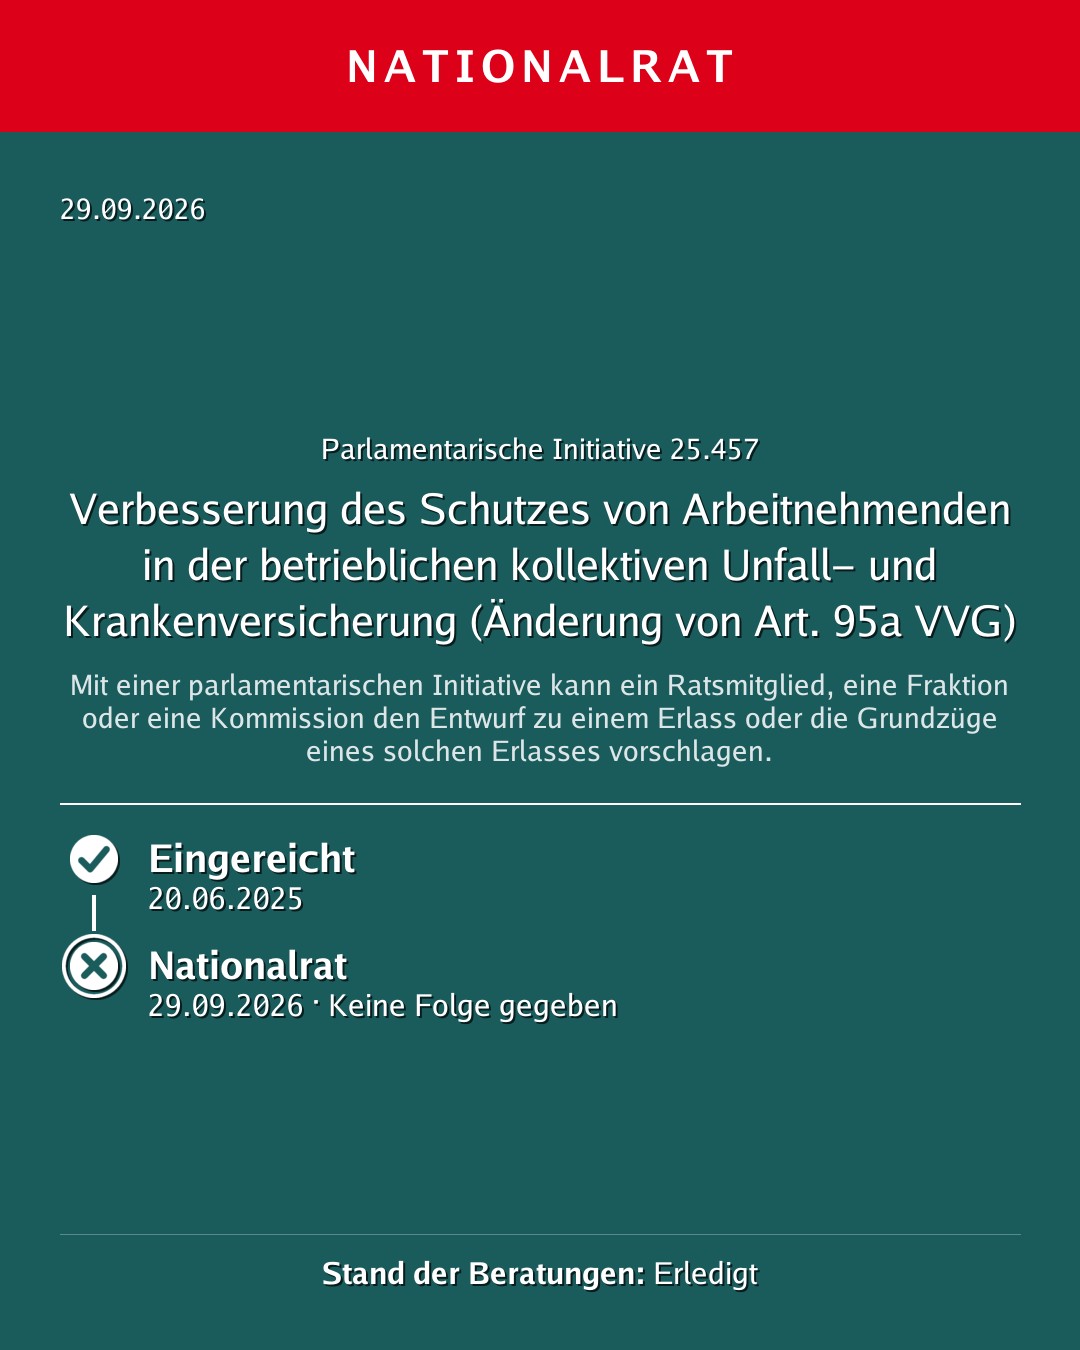 NATIONALRAT
29.09.2026
Parlamentarische Initiative 25.457
Verbesserung des Schutzes von Arbeitnehmenden
in der betrieblichen kollektiven Unfall– und
Krankenversicherung (Änderung von Art. 95a VVG)
Mit einer parlamentarischen Initiative kann ein Ratsmitglied, eine Fraktion
oder eine Kommission den Entwurf zu einem Erlass oder die Grundzüge
eines solchen Erlasses vorschlagen.
Eingereicht
20.06.2025
Nationalrat
29.09.2026 · Keine Folge gegeben
Stand der Beratungen: Erledigt